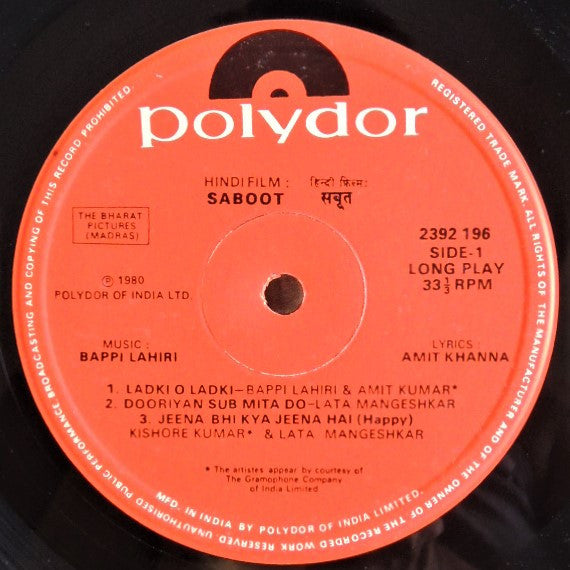 polydor
HINDI FILM : हिन्दी फिल्म:
SABOOT सबूत
THE BHARAT
PICTURES
(MADRAS)
2392 196
SIDE-1
LONG PLAY
33⅓ RPM
℗ 1980
POLYDOR OF INDIA LTD.
MUSIC :
BAPPI LAHIRI
LYRICS :
AMIT KHANNA
1. LADKI O LADKI–BAPPI LAHIRI & AMIT KUMAR*
2. DOORIYAN SUB MITA DO–LATA MANGESHKAR
3. JEENA BHI KYA JEENA HAI (Happy)
KISHORE KUMAR* & LATA MANGESHKAR
* The artistes appear by courtesy of
The Gramophone Company
of India Limited
REGISTERED TRADE MARK. ALL RIGHTS OF THE MANUFACTURER AND OF THE OWNER OF THE RECORDED WORK RESERVED. UNAUTHORISED PUBLIC PERFORMANCE BROADCASTING AND COPYING OF THIS RECORD PROHIBITED.
MFD. IN INDIA BY POLYDOR OF INDIA LIMITED.